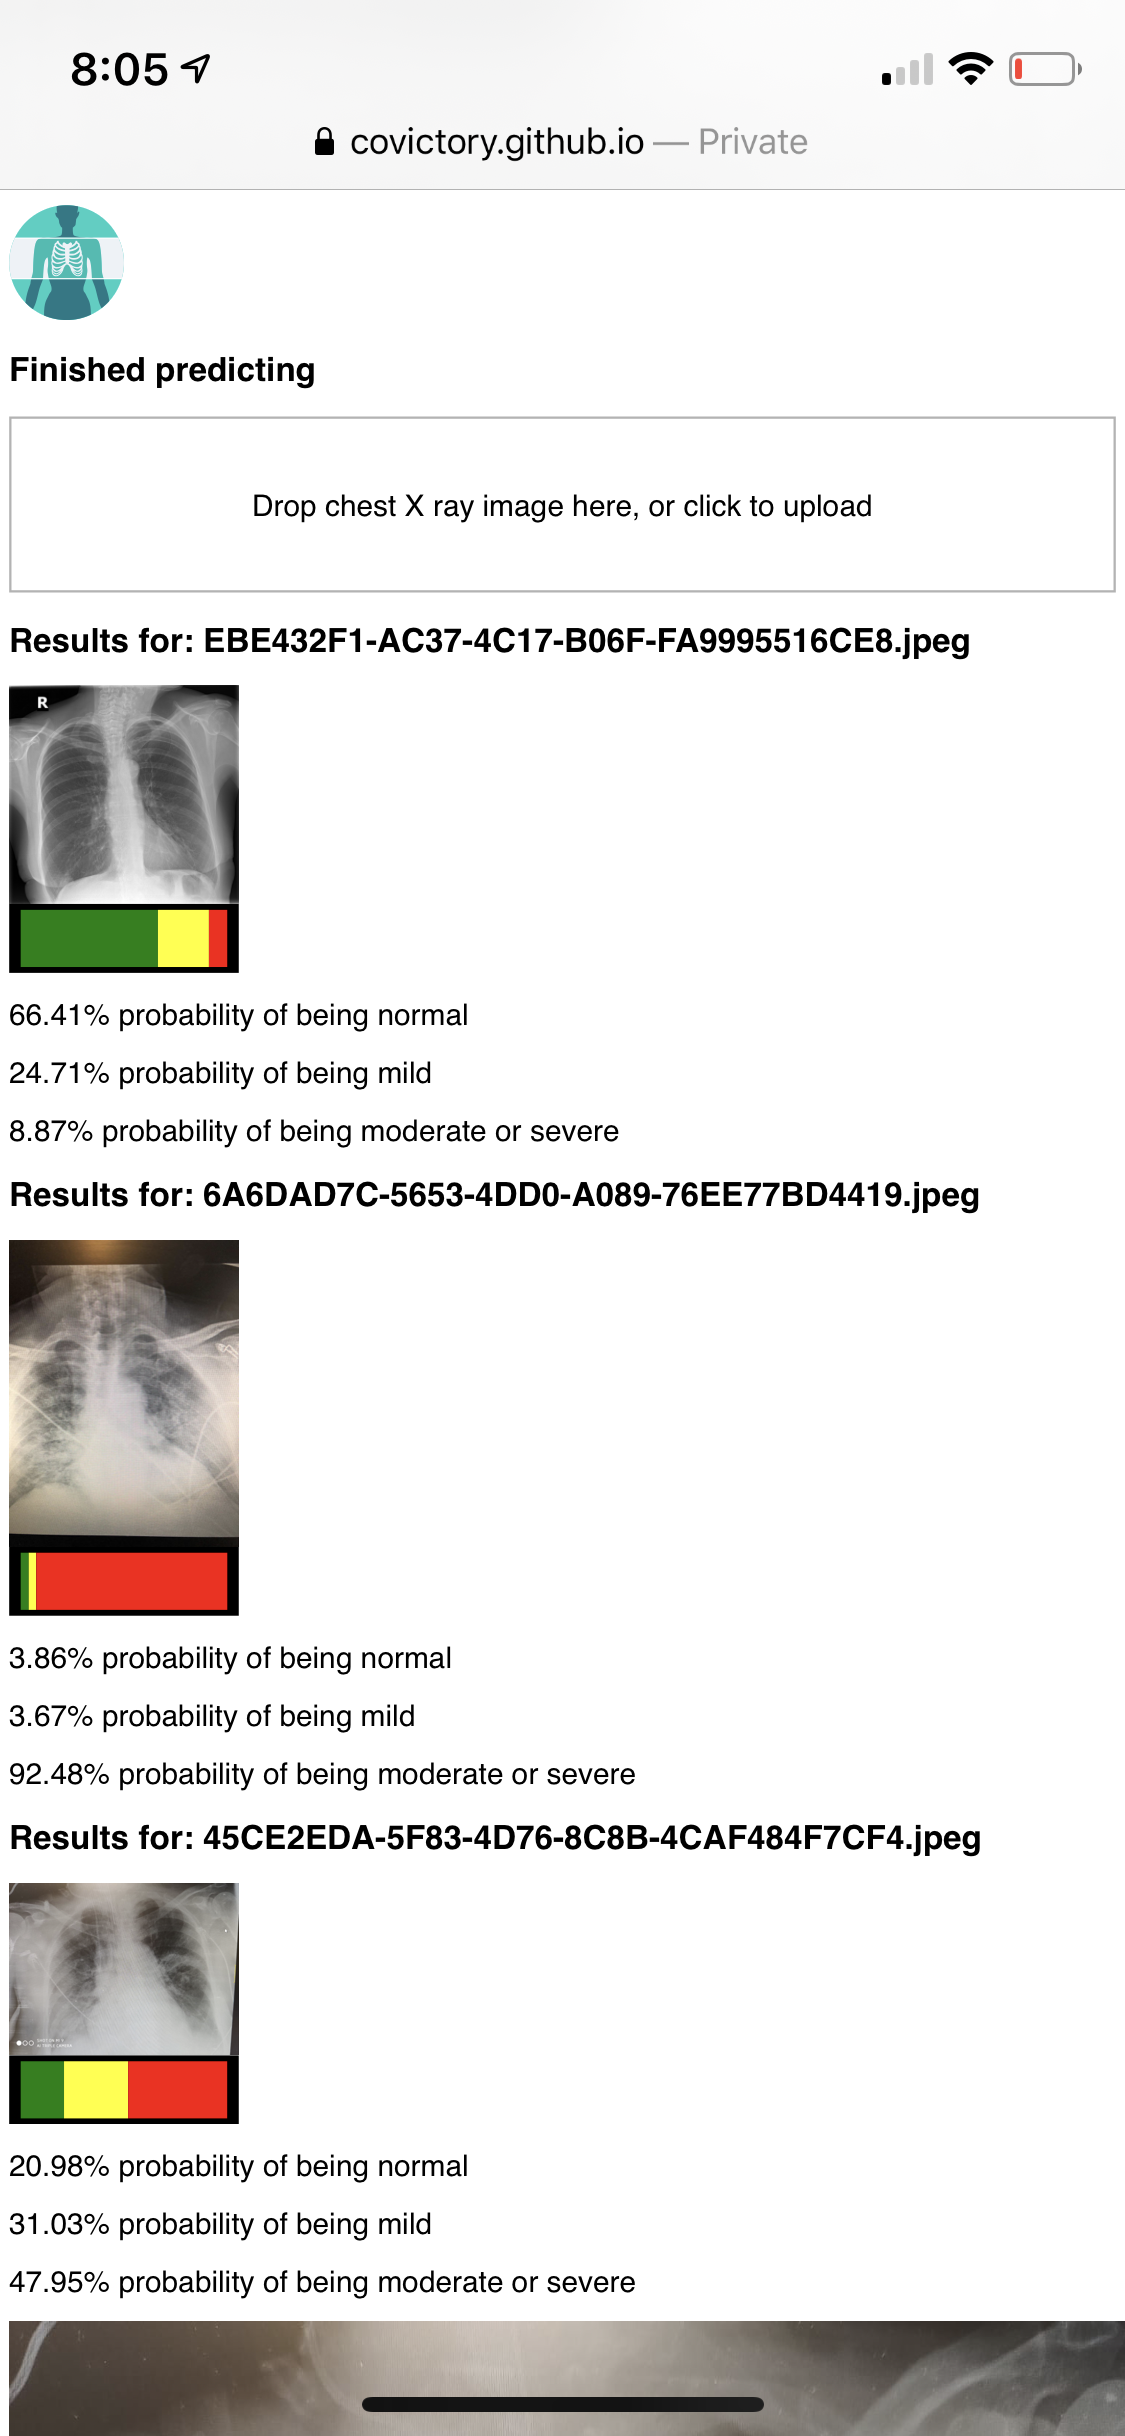 8:05
covictory.github.io — Private
Finished predicting
Drop chest X ray image here, or click to upload
Results for: EBE432F1-AC37-4C17-B06F-FA9995516CE8.jpeg
R
66.41% probability of being normal
24.71% probability of being mild
8.87% probability of being moderate or severe
Results for: 6A6DAD7C-5653-4DD0-A089-76EE77BD4419.jpeg
3.86% probability of being normal
3.67% probability of being mild
92.48% probability of being moderate or severe
Results for: 45CE2EDA-5F83-4D76-8C8B-4CAF484F7CF4.jpeg
20.98% probability of being normal
31.03% probability of being mild
47.95% probability of being moderate or severe